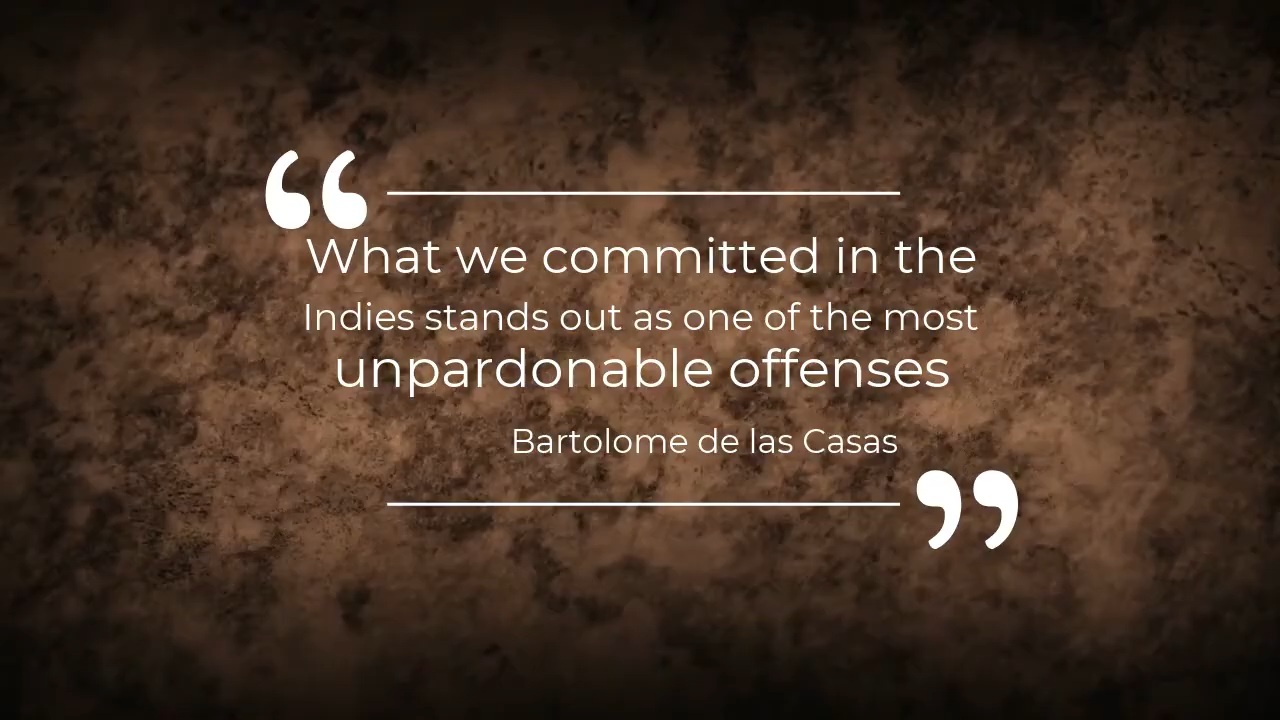 “
What we committed in the
Indies stands out as one of the most
unpardonable offenses
Bartolome de las Casas
”